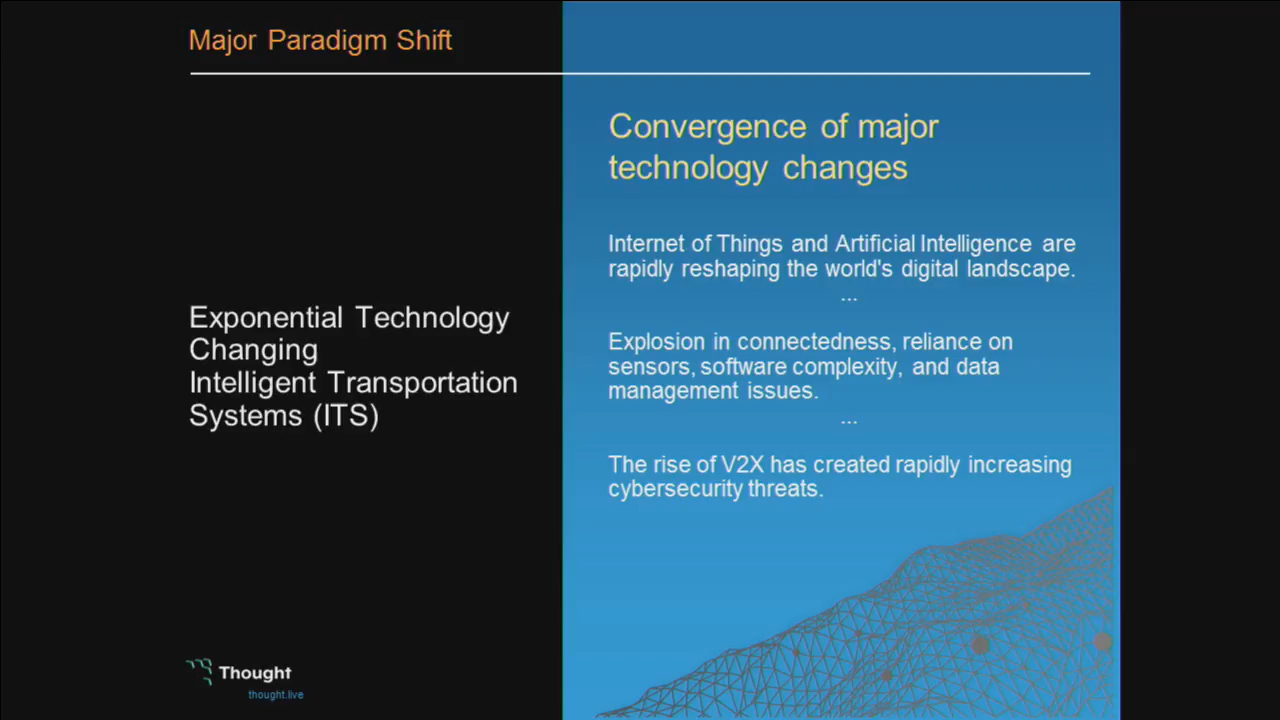 Major Paradigm Shift
Convergence of major
technology changes
Internet of Things and Artificial Intelligence are
rapidly reshaping the world's digital landscape.
...
Explosion in connectedness, reliance on
sensors, software complexity, and data
management issues.
...
The rise of V2X has created rapidly increasing
cybersecurity threats.
Exponential Technology
Changing
Intelligent Transportation
Systems (ITS)
Thought
thought.live